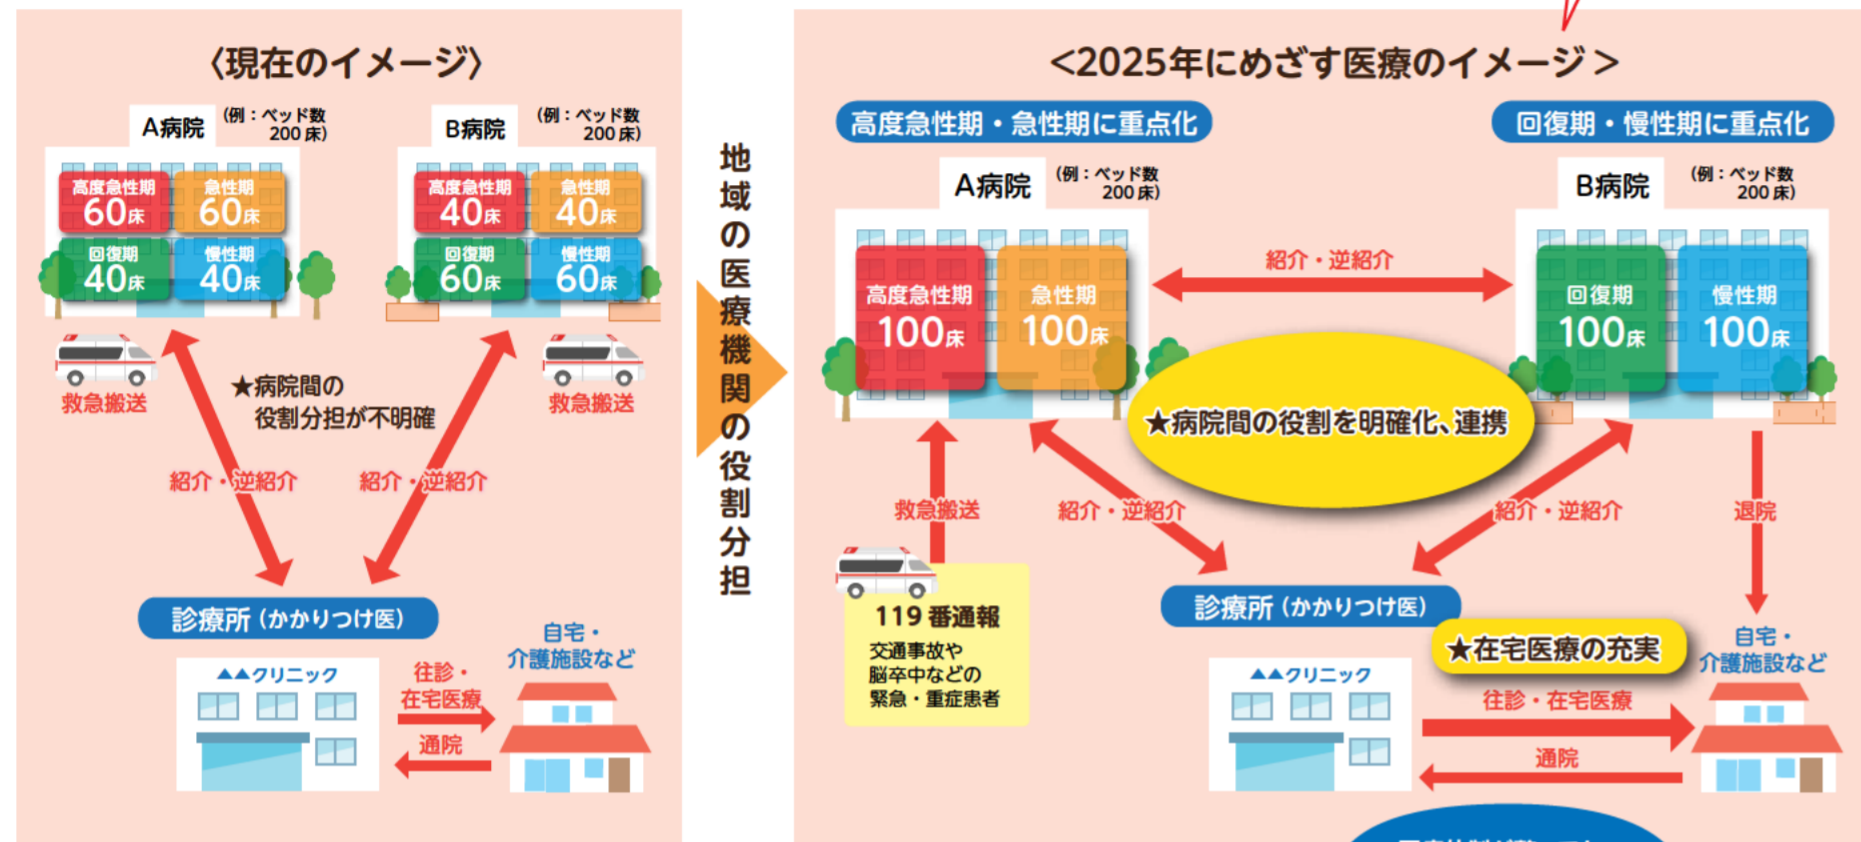 〈現在のイメージ〉
A病院
(例：ベッド数
200床)
高度急性期
60床
急性期
60床
回復期
40床
慢性期
40床
B病院
(例：ベッド数
200床)
高度急性期
40床
急性期
40床
回復期
60床
慢性期
60床
救急搬送
★病院間の
役割分担が不明確
救急搬送
紹介・逆紹介
紹介・逆紹介
診療所（かかりつけ医）
▲▲クリニック
往診・
在宅医療
通院
自宅・
介護施設など
地域の医療機関の役割分担
＜2025年にめざす医療のイメージ＞
高度急性期・急性期に重点化
A病院
(例：ベッド数
200床)
高度急性期
100床
急性期
100床
紹介・逆紹介
回復期・慢性期に重点化
B病院
(例：ベッド数
200床)
回復期
100床
慢性期
100床
★病院間の役割を明確化、連携
救急搬送
紹介・逆紹介
紹介・逆紹介
退院
119番通報
交通事故や
脳卒中などの
緊急・重症患者
診療所（かかりつけ医）
▲▲クリニック
★在宅医療の充実
往診・在宅医療
通院
自宅・
介護施設など